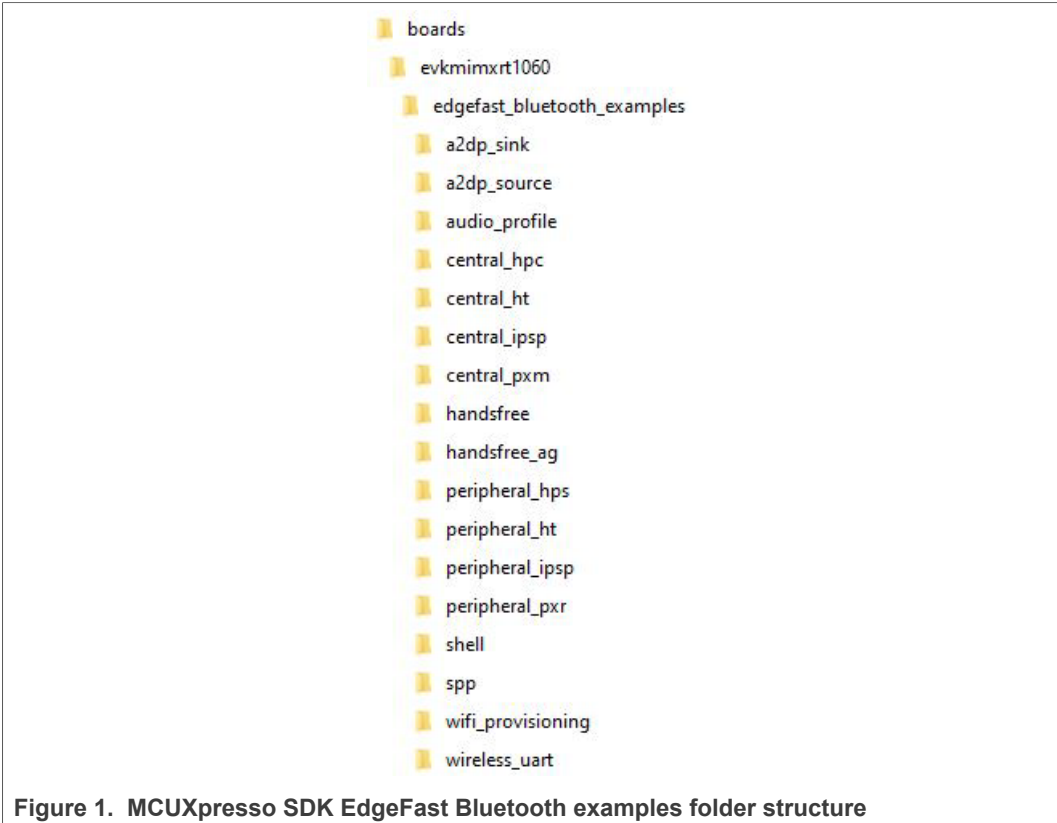 boards
evkmimxrt1060
edgefast_bluetooth_examples
a2dp_sink
a2dp_source
audio_profile
central_hpc
central_ht
central_ipsp
central_pxm
handsfree
handsfree_ag
peripheral_hps
peripheral_ht
peripheral_ipsp
peripheral_pxr
shell
spp
wifi_provisioning
wireless_uart
Figure 1. MCUXpresso SDK EdgeFast Bluetooth examples folder structure